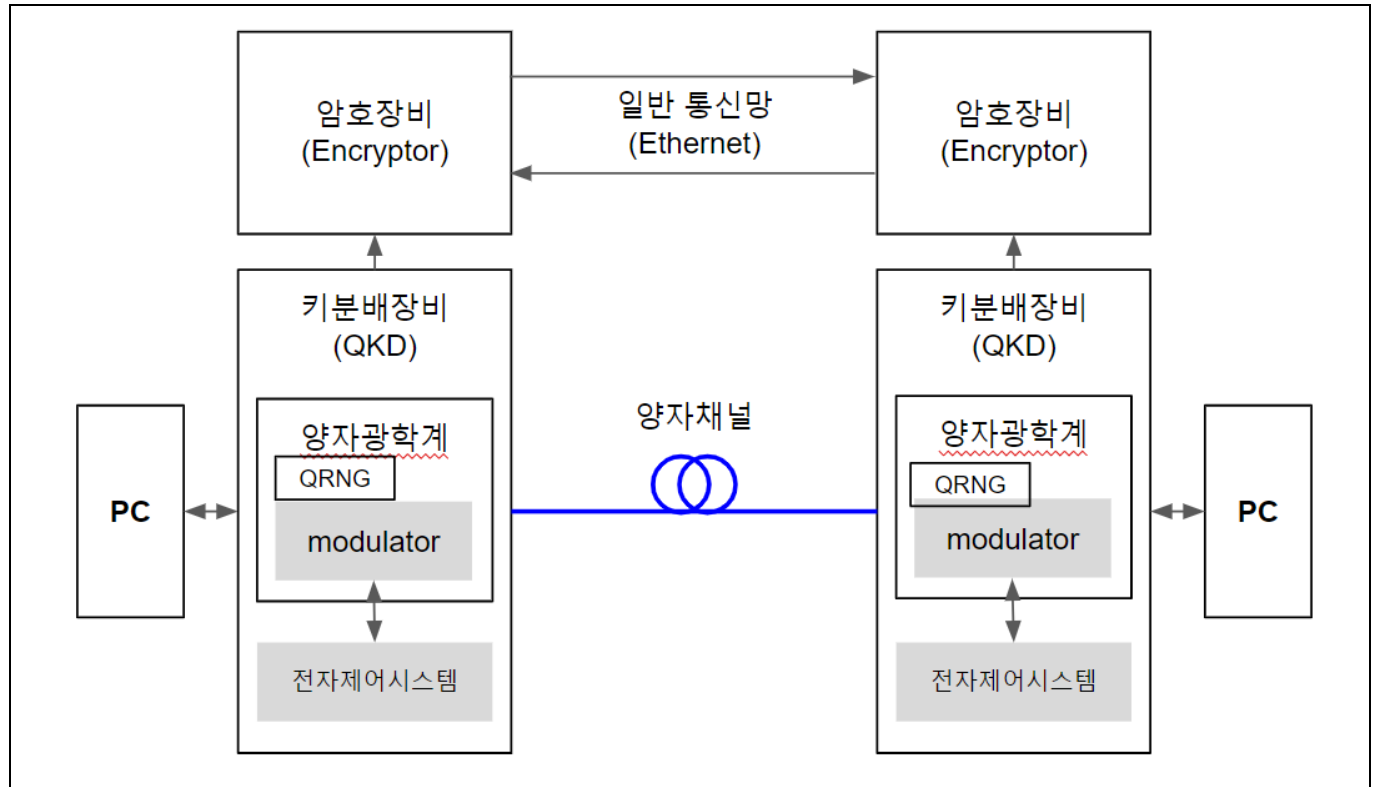 암호장비
(Encryptor)
일반 통신망
(Ethernet)
암호장비
(Encryptor)
키분배장비
(QKD)
키분배장비
(QKD)
양자채널
양자광학계
QRNG
modulator
양자광학계
QRNG
modulator
PC
PC
전자제어시스템
전자제어시스템